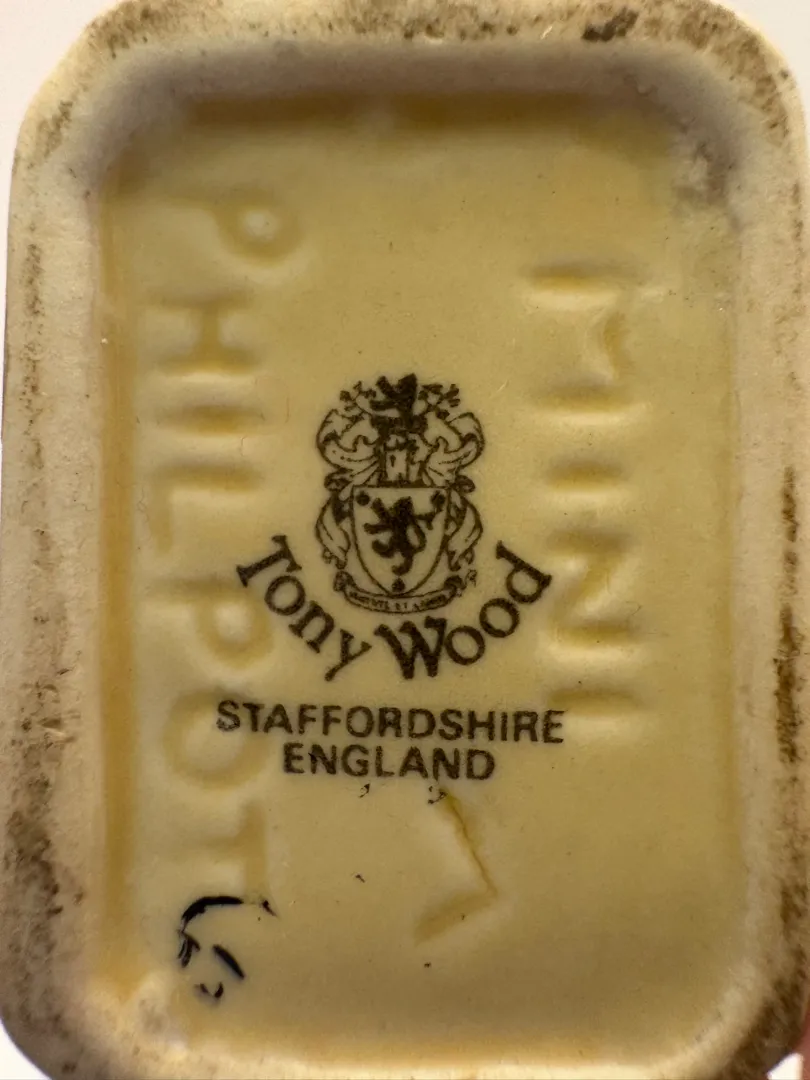 MINI
PHILPOT
Tony Wood
STAFFORDSHIRE
ENGLAND